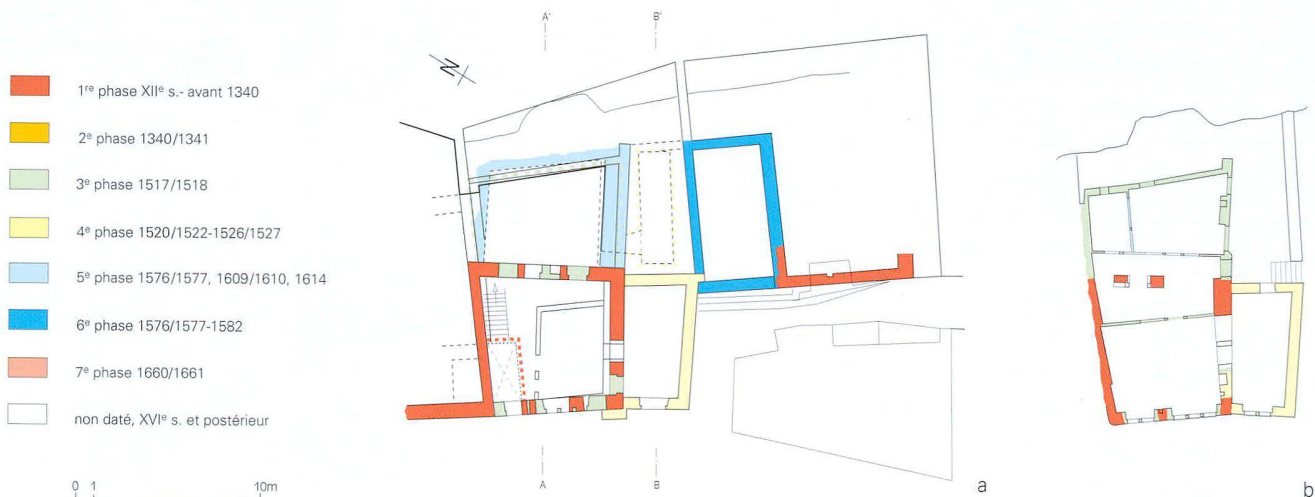 1re phase XIIe s.- avant 1340
2e phase 1340/1341
3e phase 1517/1518
4e phase 1520/1522-1526/1527
5e phase 1576/1577, 1609/1610, 1614
6e phase 1576/1577-1582
7e phase 1660/1661
non daté, XVIe s. et postérieur
0 1 10m
A' B'
N
A B
a
b